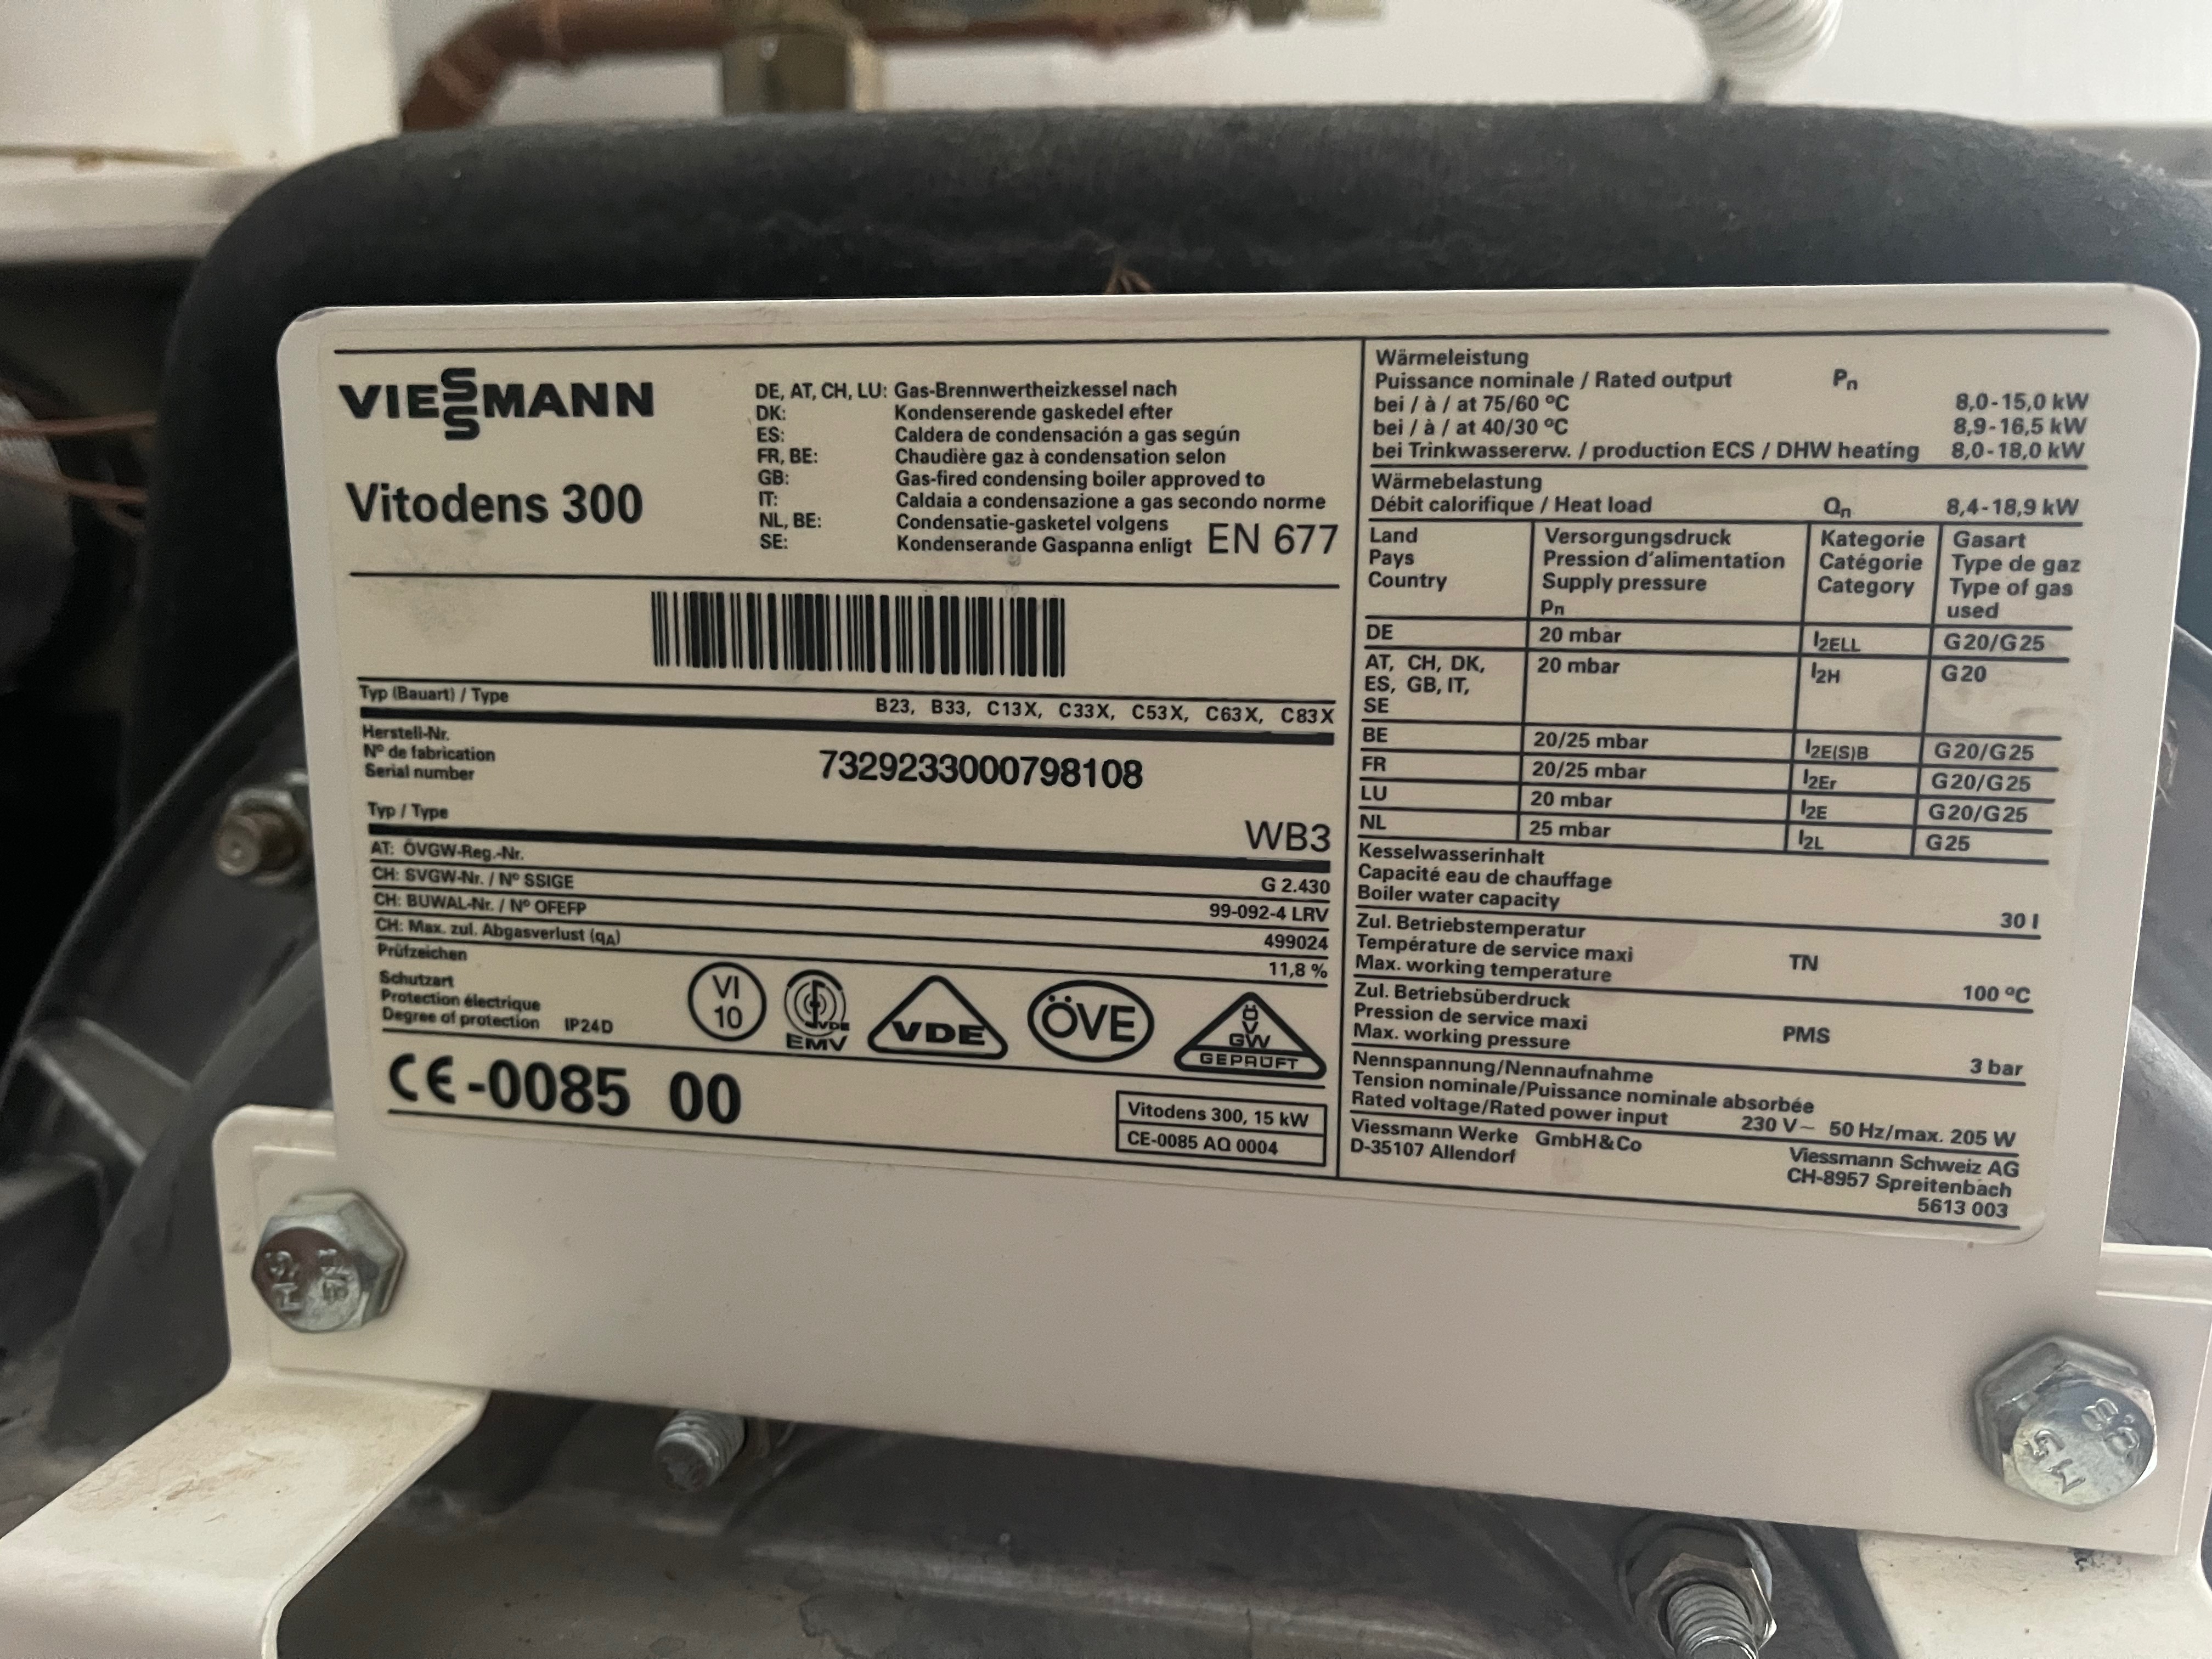 VIESSMANN
Vitodens 300
DE, AT, CH, LU: Gas-Brennwertheizkessel nach
DK: Kondenserende gaskedel efter
ES: Caldera de condensación a gas según
FR, BE: Chaudière gaz à condensation selon
GB: Gas-fired condensing boiler approved to
IT: Caldaia a condensazione a gas secondo norme
NL, BE: Condensatie-gasketel volgens
SE: Kondenserande Gaspanna enligt EN 677
Typ (Bauart) / Type B23, B33, C13X, C33X, C53X, C63X, C83X
Herstell-Nr.
Nº de fabrication
Serial number 7329233000798108
Typ / Type WB3
AT: ÖVGW-Reg.-Nr. G 2.430
CH: SVGW-Nr. / Nº SSIGE 99-092-4 LRV
CH: BUWAL-Nr. / Nº OFEFP 499024
CH: Max. zul. Abgasverlust (qA) 11,8 %
Prüfzeichen
Schutzart
Protection électrique
Degree of protection IP24D
VI
10
VDE
EMV
VDE
ÖVE
Ö
V
GW
GEPRÜFT
CE-0085 00
Vitodens 300, 15 kW
CE-0085 AQ 0004
Wärmeleistung
Puissance nominale / Rated output Pn
bei / à / at 75/60 ºC 8,0-15,0 kW
bei / à / at 40/30 ºC 8,9-16,5 kW
bei Trinkwassererw. / production ECS / DHW heating 8,0-18,0 kW
Wärmebelastung
Débit calorifique / Heat load Qn 8,4-18,9 kW
Land Versorgungsdruck Kategorie Gasart
Pays Pression d'alimentation Catégorie Type de gaz
Country Supply pressure Category Type of gas
Pn used
DE 20 mbar I2ELL G20/G25
AT, CH, DK, 20 mbar I2H G20
ES, GB, IT,
SE
BE 20/25 mbar I2E(S)B G20/G25
FR 20/25 mbar I2Er G20/G25
LU 20 mbar I2E G20/G25
NL 25 mbar I2L G25
Kesselwasserinhalt
Capacité eau de chauffage
Boiler water capacity 30 l
Zul. Betriebstemperatur
Température de service maxi TN
Max. working temperature 100 ºC
Zul. Betriebsüberdruck
Pression de service maxi PMS
Max. working pressure 3 bar
Nennspannung/Nennaufnahme
Tension nominale/Puissance nominale absorbée
Rated voltage/Rated power input 230 V~ 50 Hz/max. 205 W
Viessmann Werke GmbH&Co
D-35107 Allendorf
Viessmann Schweiz AG
CH-8957 Spreitenbach
5613 003
8.8